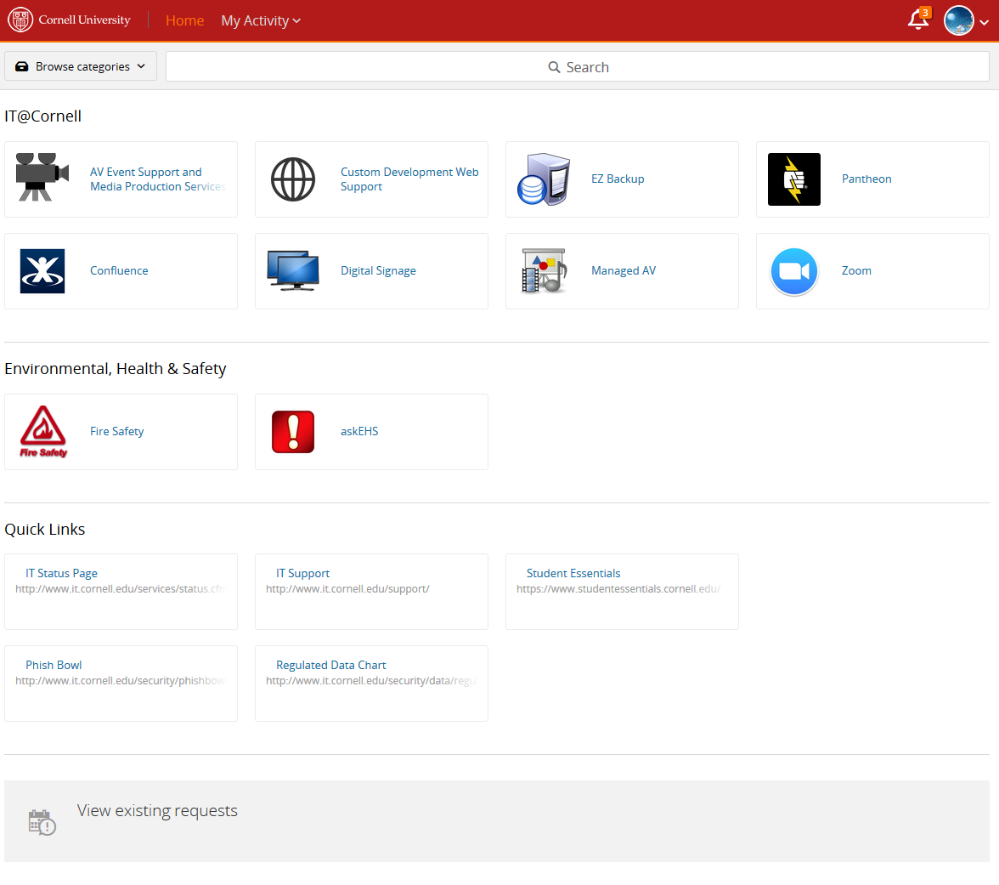 Cornell University
Home
My Activity
3
Browse categories
Search
IT@Cornell
AV Event Support and
Media Production Services
Custom Development Web
Support
EZ Backup
Pantheon
Confluence
Digital Signage
Managed AV
Zoom
Environmental, Health & Safety
Fire Safety
Fire Safety
askEHS
Quick Links
IT Status Page
http://www.it.cornell.edu/services/status.cfm
IT Support
http://www.it.cornell.edu/support/
Student Essentials
https://www.studentessentials.cornell.edu/
Phish Bowl
http://www.it.cornell.edu/security/phishbowl
Regulated Data Chart
http://www.it.cornell.edu/security/data/regu
View existing requests